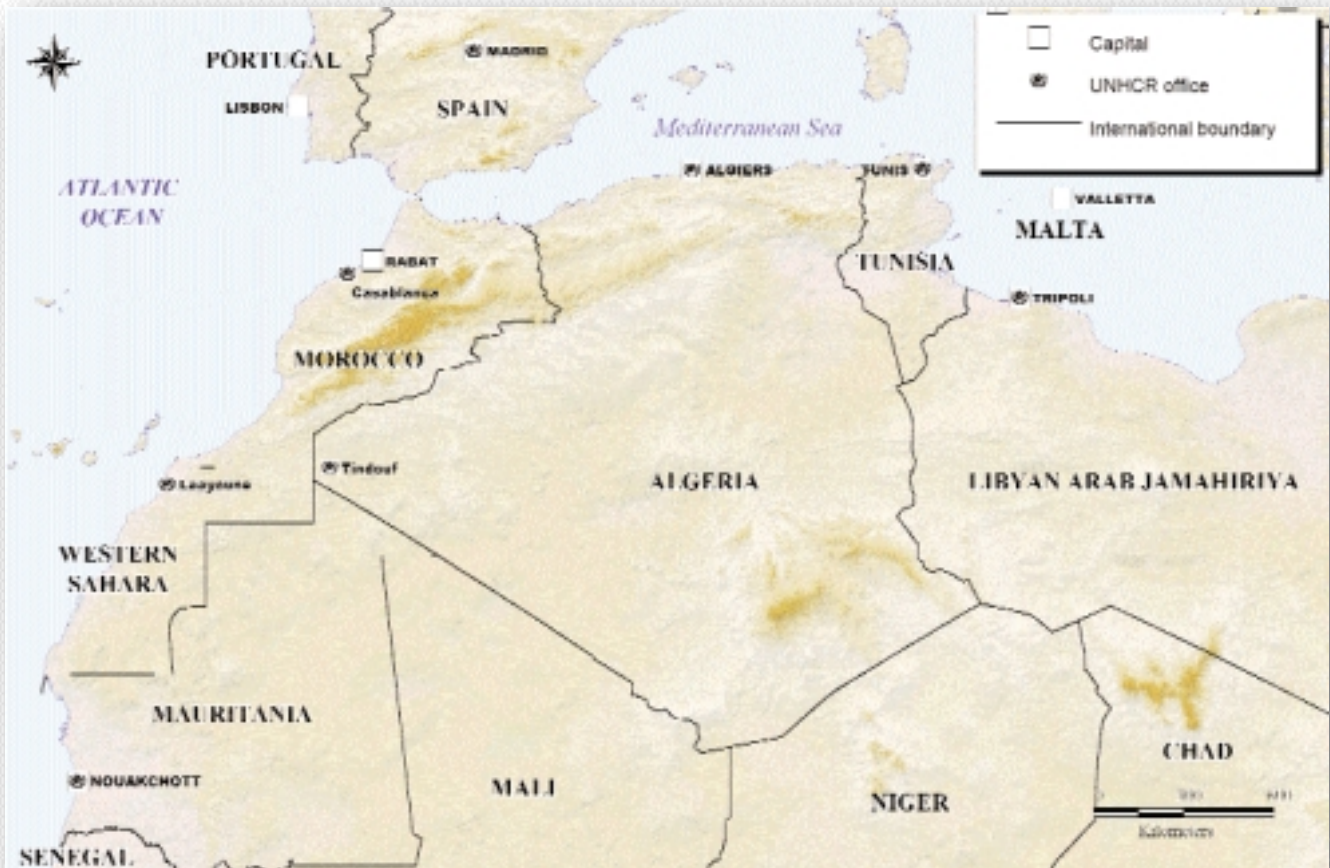 PORTUGAL
MADRID
LISBON
SPAIN
Capital
UNHCR office
International boundary
Mediterranean Sea
ATLANTIC
OCEAN
ALGIERS
TUNIS
VALLETTA
MALTA
TUNISIA
RABAT
Casablanca
TRIPOLI
MOROCCO
Tindouf
Laayoune
ALGERIA
LIBYAN ARAB JAMAHIRIYA
WESTERN
SAHARA
MAURITANIA
NOUAKCHOTT
MALI
NIGER
CHAD
0
Kilometers
SENEGAL